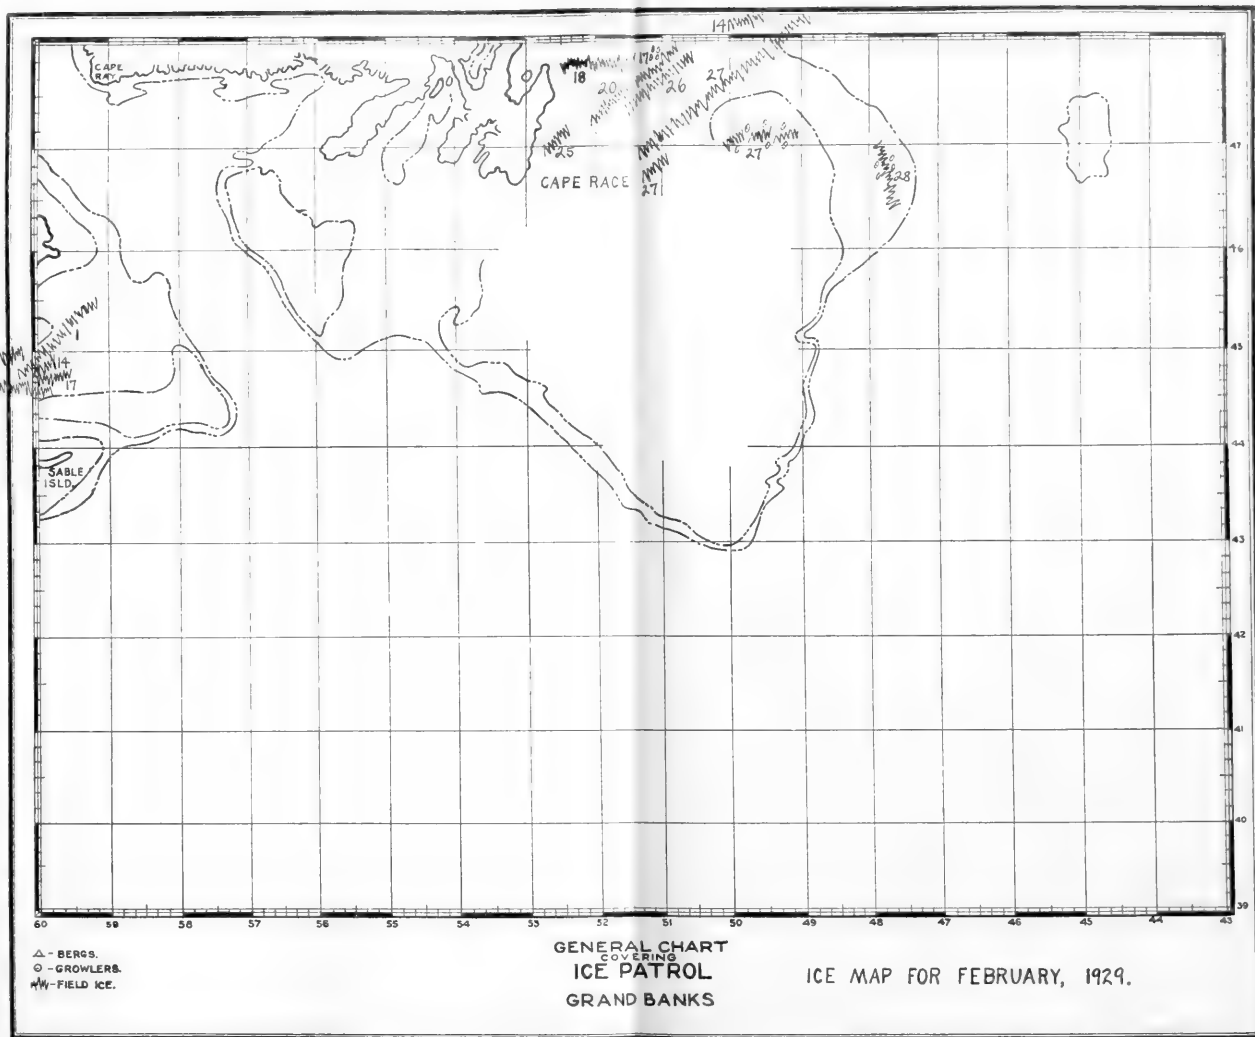 14
CAPE
RAY
18
17
20
26
27
25
27
47
CAPE RACE
27
28
46
1
45
14
17
44
SABLE
ISLD.
43
42
41
40
39
60 59 58 57 56 55 54 53 52 51 50 49 48 47 46 45 44 43
△ - BERGS.
○ - GROWLERS.
-FIELD ICE.
GENERAL CHART
COVERING
ICE PATROL
GRAND BANKS
ICE MAP FOR FEBRUARY, 1929.